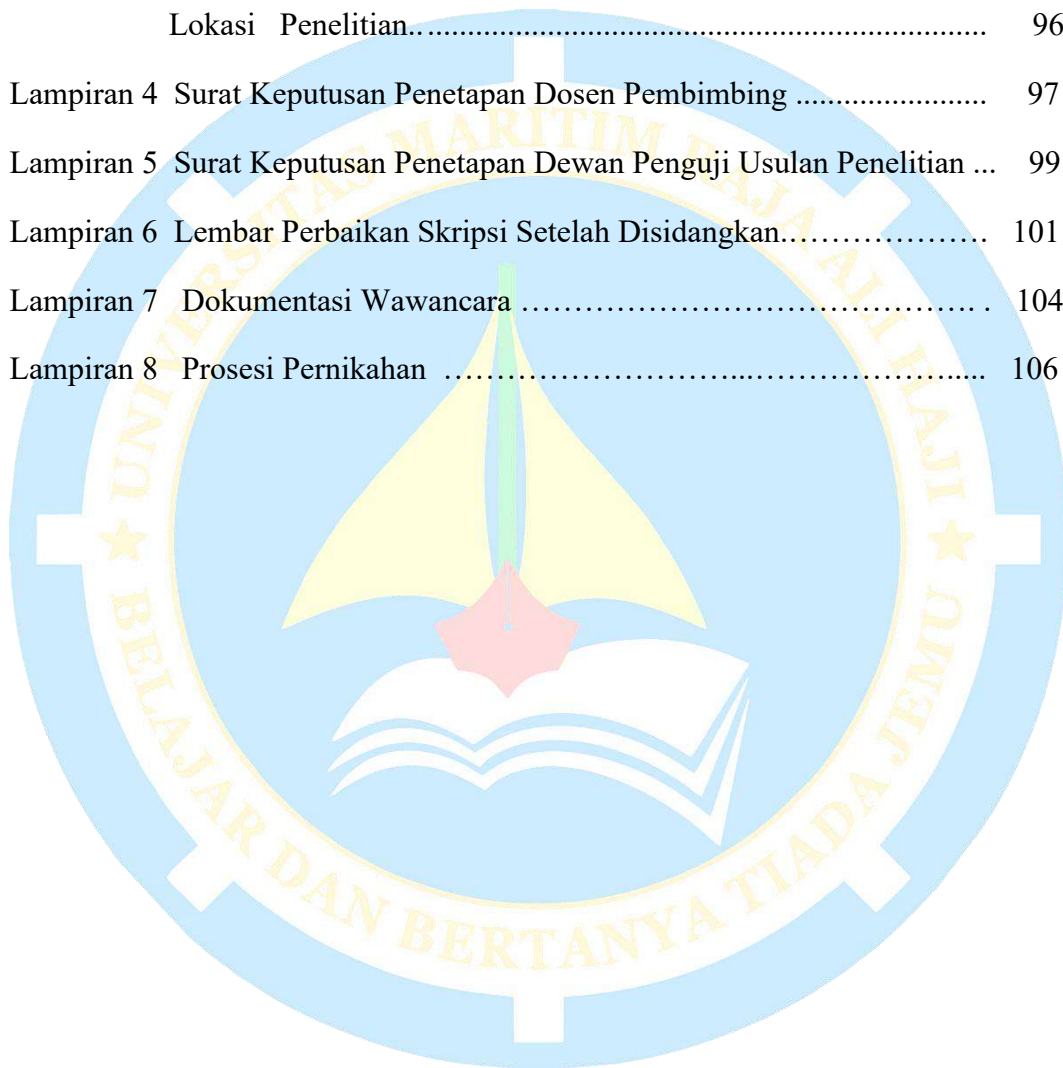 Lokasi Penelitian.. ..................................................................... 96
Lampiran 4 Surat Keputusan Penetapan Dosen Pembimbing ........................ 97
Lampiran 5 Surat Keputusan Penetapan Dewan Penguji Usulan Penelitian ... 99
Lampiran 6 Lembar Perbaikan Skripsi Setelah Disidangkan.………………. 101
Lampiran 7 Dokumentasi Wawancara ……………………………………. . 104
Lampiran 8 Prosesi Pernikahan ………………………...……………….... 106
UNIVERSITAS MARITIM RAJA ALI HAJI
BELAJAR DAN BERTANYA TIADA JEMU